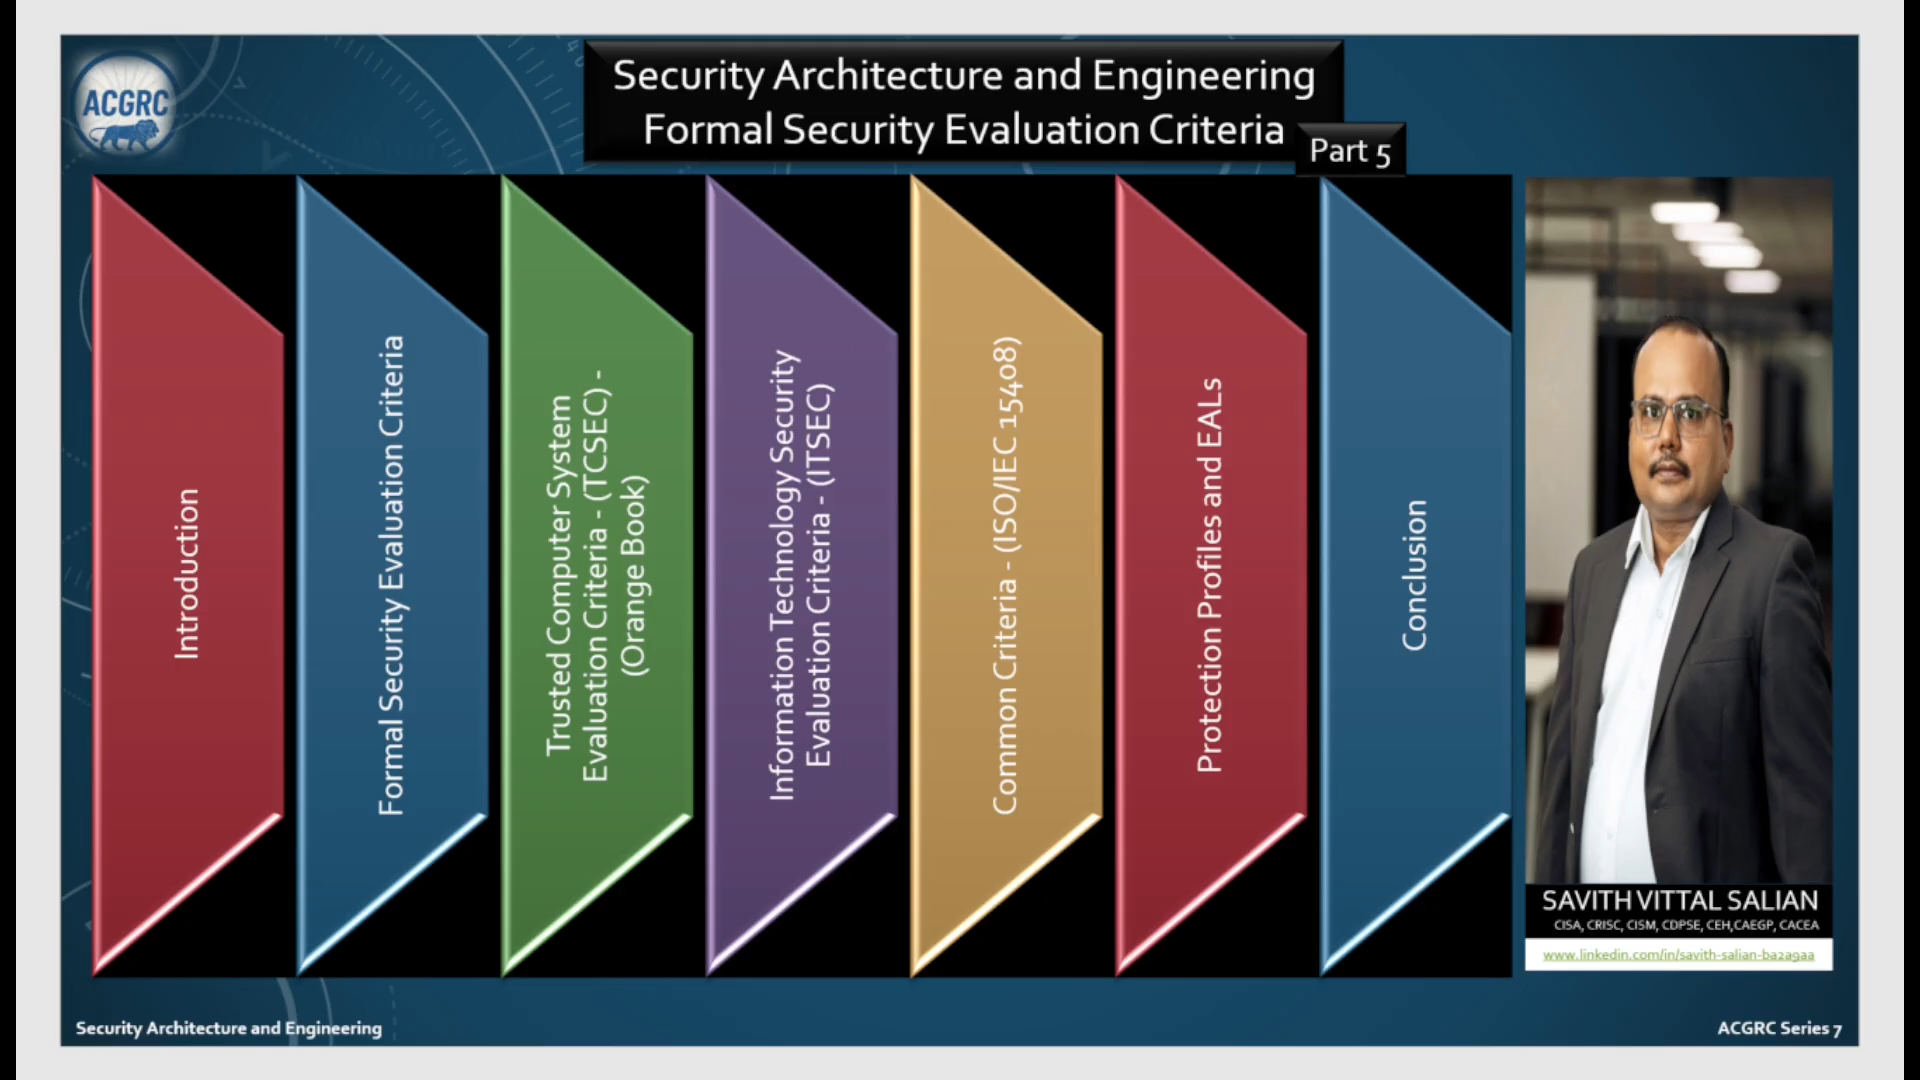 ACGRC
Security Architecture and Engineering
Formal Security Evaluation Criteria
Part 5
Introduction
Formal Security Evaluation Criteria
Trusted Computer System
Evaluation Criteria - (TCSEC) -
(Orange Book)
Information Technology Security
Evaluation Criteria - (ITSEC)
Common Criteria - (ISO/IEC 15408)
Protection Profiles and EALs
Conclusion
SAVITH VITTAL SALIAN
CISA, CRISC, CISM, CDPSE, CEH,CAEGP, CACEA
www.linkedin.com/in/savith-salian-ba2a9aa
Security Architecture and Engineering
ACGRC Series 7